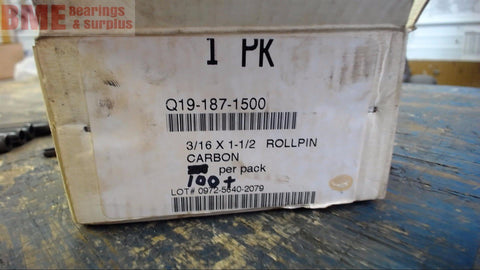 BME Bearings
& Surplus
1 PK
Q19-187-1500
3/16 X 1-1/2 ROLLPIN
CARBON
per pack
100+
LOT# 0972-5640-2079